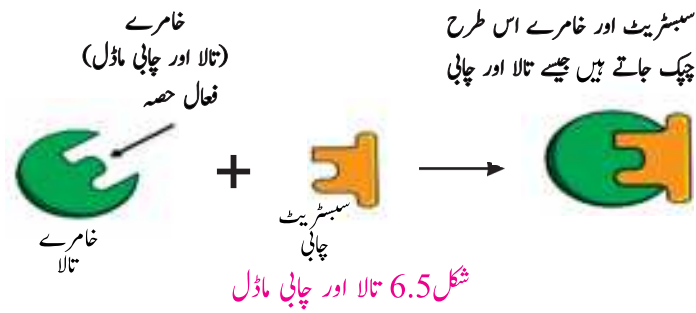 خامرے
(تالا اور چابی ماڈل)
فعال حصہ
سبسٹریٹ اور خامرے اس طرح
چپک جاتے ہیں جیسے تالا اور چابی
+
خامرے
تالا
سبسٹریٹ
چابی
شکل 6.5 تالا اور چابی ماڈل